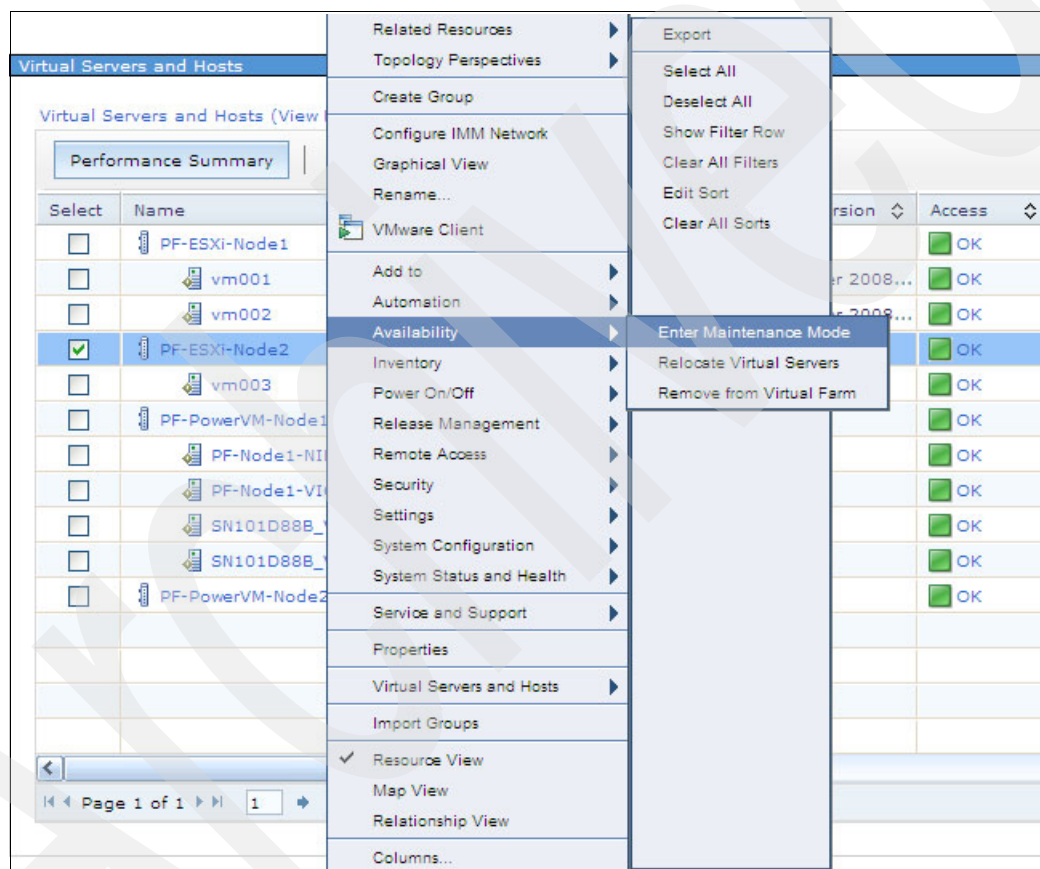 Virtual Servers and Hosts
Virtual Servers and Hosts (View
Performance Summary
Select
Name
rsion
Access
PF-ESXi-Node1
OK
vm001
r 2008...
OK
vm002
r 2008...
OK
PF-ESXi-Node2
OK
vm003
OK
PF-PowerVM-Node1
OK
PF-Node1-NI
OK
PF-Node1-VI
OK
SN101D88B_
OK
SN101D88B_
OK
PF-PowerVM-Node2
OK
Page 1 of 1
1
Related Resources
Topology Perspectives
Create Group
Configure IMM Network
Graphical View
Rename...
VMware Client
Add to
Automation
Availability
Inventory
Power On/Off
Release Management
Remote Access
Security
Settings
System Configuration
System Status and Health
Service and Support
Properties
Virtual Servers and Hosts
Import Groups
Resource View
Map View
Relationship View
Columns...
Export
Select All
Deselect All
Show Filter Row
Clear All Filters
Edit Sort
Clear All Sorts
Enter Maintenance Mode
Relocate Virtual Servers
Remove from Virtual Farm